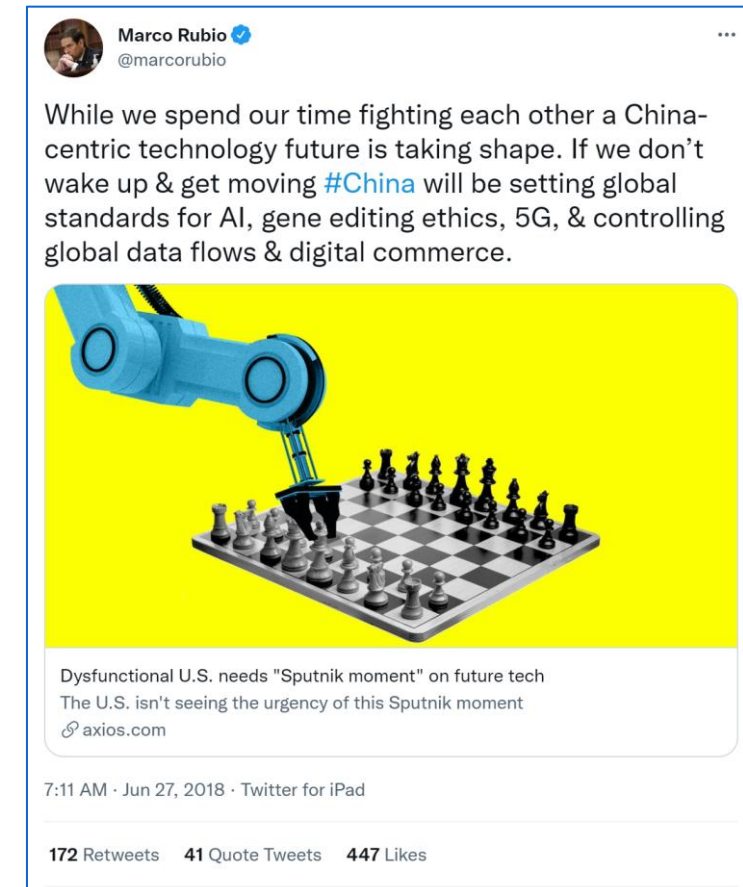 Marco Rubio
@marcorubio
While we spend our time fighting each other a China-
centric technology future is taking shape. If we don’t
wake up & get moving #China will be setting global
standards for AI, gene editing ethics, 5G, & controlling
global data flows & digital commerce.
Dysfunctional U.S. needs "Sputnik moment" on future tech
The U.S. isn't seeing the urgency of this Sputnik moment
axios.com
7:11 AM · Jun 27, 2018 · Twitter for iPad
172 Retweets 41 Quote Tweets 447 Likes